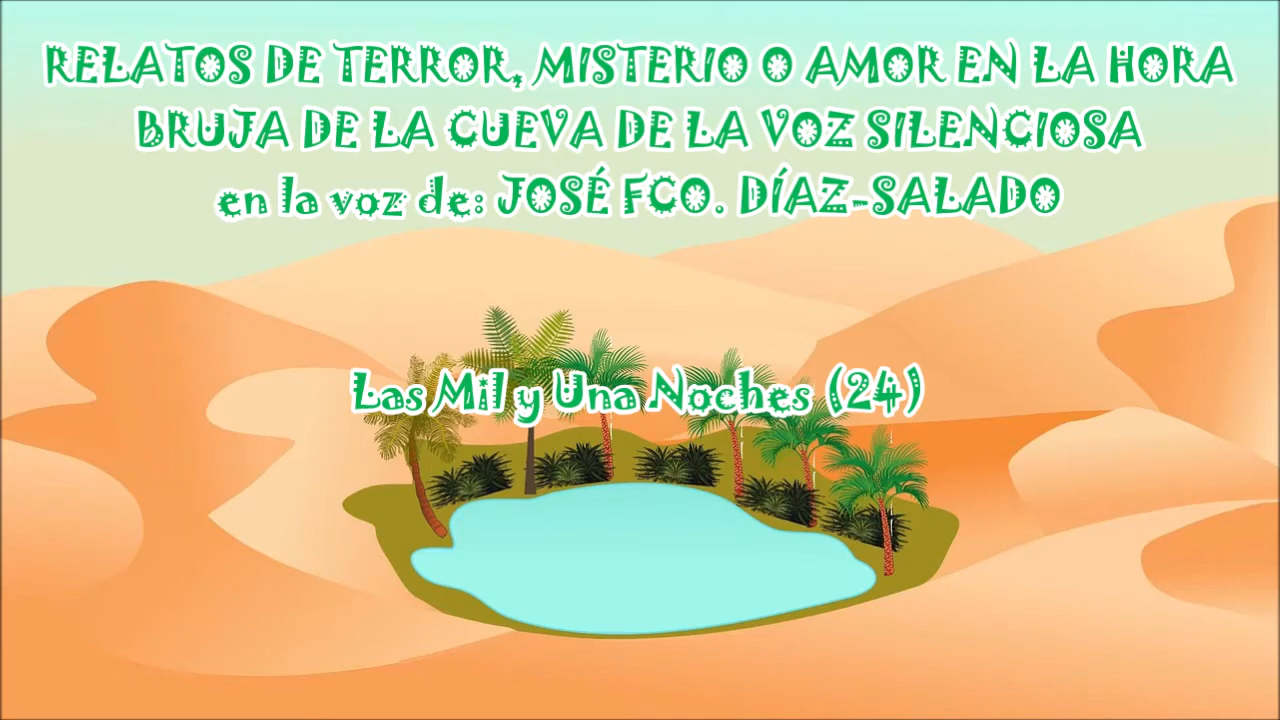 RELATOS DE TERROR, MISTERIO O AMOR EN LA HORA
BRUJA DE LA CUEVA DE LA VOZ SILENCIOSA
en la voz de: JOSÉ FCO. DÍAZ-SALADO
Las Mil y Una Noches (24)